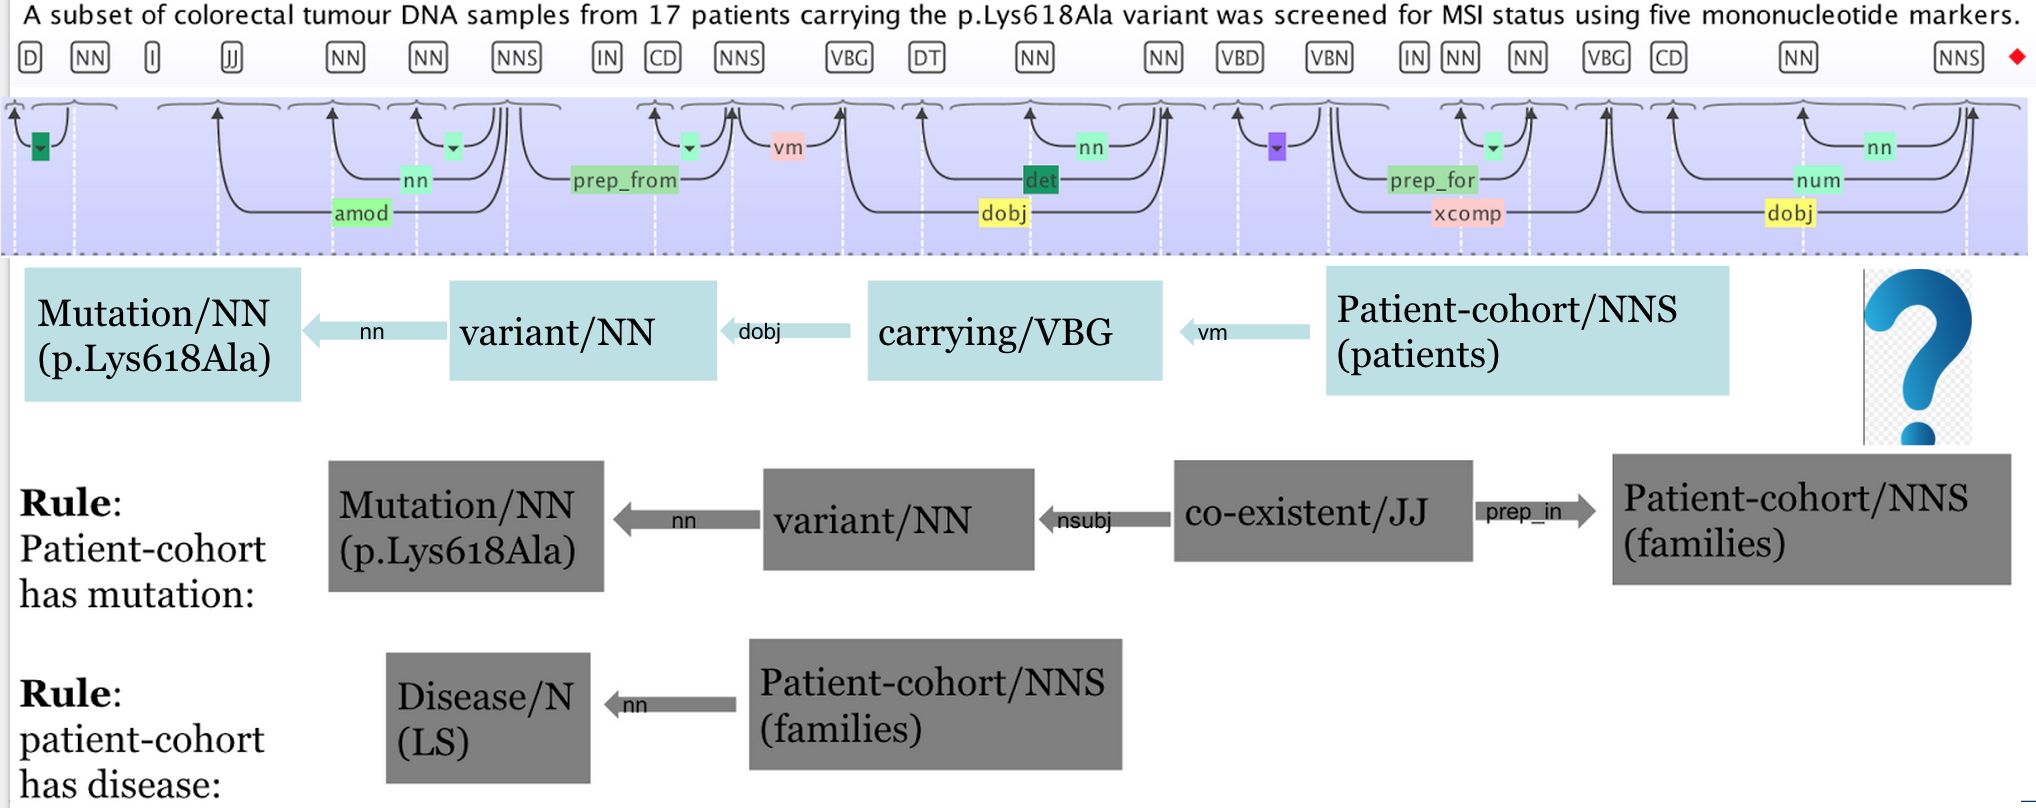 A subset of colorectal tumour DNA samples from 17 patients carrying the p.Lys618Ala variant was screened for MSI status using five mononucleotide markers.
D NN I JJ NN NN NNS IN CD NNS VBG DT NN NN VBD VBN IN NN NN VBG CD NN NNS
vm nn nn
nn prep_from det prep_for num
amod dobj xcomp dobj
Mutation/NN
(p.Lys618Ala)
nn
variant/NN
dobj
carrying/VBG
vm
Patient-cohort/NNS
(patients)
?
Rule:
Patient-cohort
has mutation:
Mutation/NN
(p.Lys618Ala)
nn
variant/NN
nsubj
co-existent/JJ
prep_in
Patient-cohort/NNS
(families)
Rule:
patient-cohort
has disease:
Disease/N
(LS)
nn
Patient-cohort/NNS
(families)